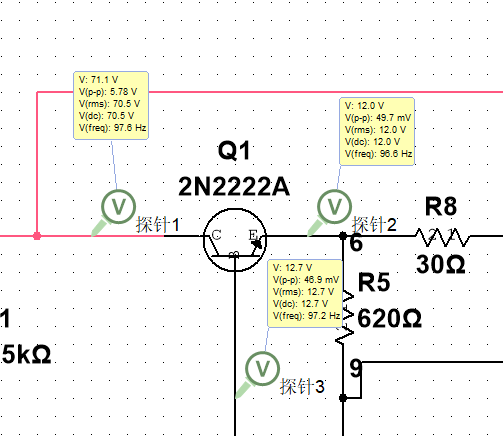 V: 71.1 V
V(p-p): 5.78 V
V(rms): 70.5 V
V(dc): 70.5 V
V(freq): 97.6 Hz
V: 12.0 V
V(p-p): 49.7 mV
V(rms): 12.0 V
V(dc): 12.0 V
V(freq): 96.6 Hz
Q1
2N2222A
V
探针1
V
探针2
R8
C
E
B
6
2 1
30Ω
V: 12.7 V
V(p-p): 46.9 mV
V(rms): 12.7 V
V(dc): 12.7 V
V(freq): 97.2 Hz
R5
620Ω
1
5kΩ
V
探针3
9